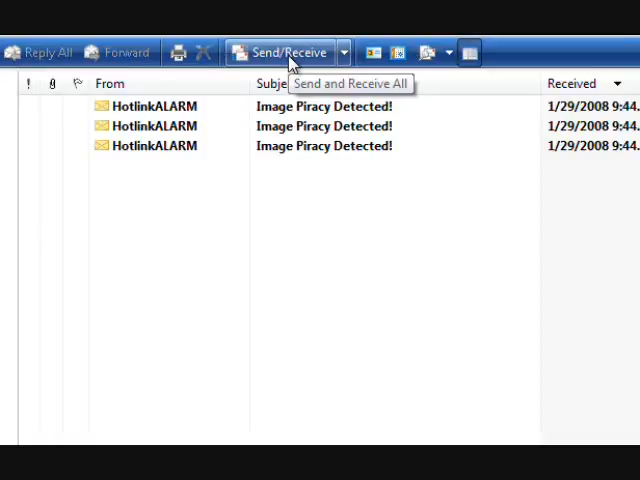 Reply All Forward Send/Receive
! From Subje Send and Receive All Received
HotlinkALARM Image Piracy Detected! 1/29/2008 9:44.
HotlinkALARM Image Piracy Detected! 1/29/2008 9:44.
HotlinkALARM Image Piracy Detected! 1/29/2008 9:44.